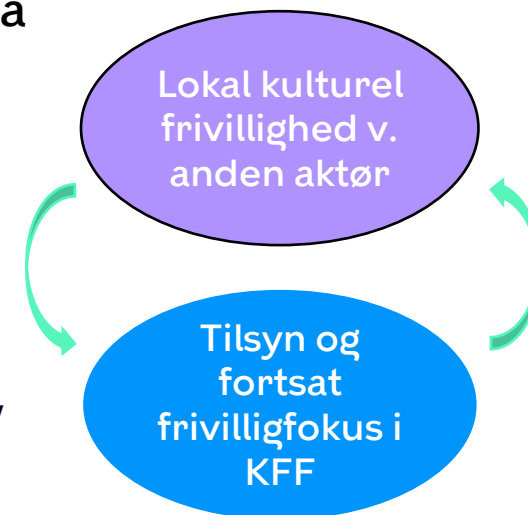 a
Lokal kulturel
frivillighed v.
anden aktør
Tilsyn og
fortsat
frivilligfokus i
KFF